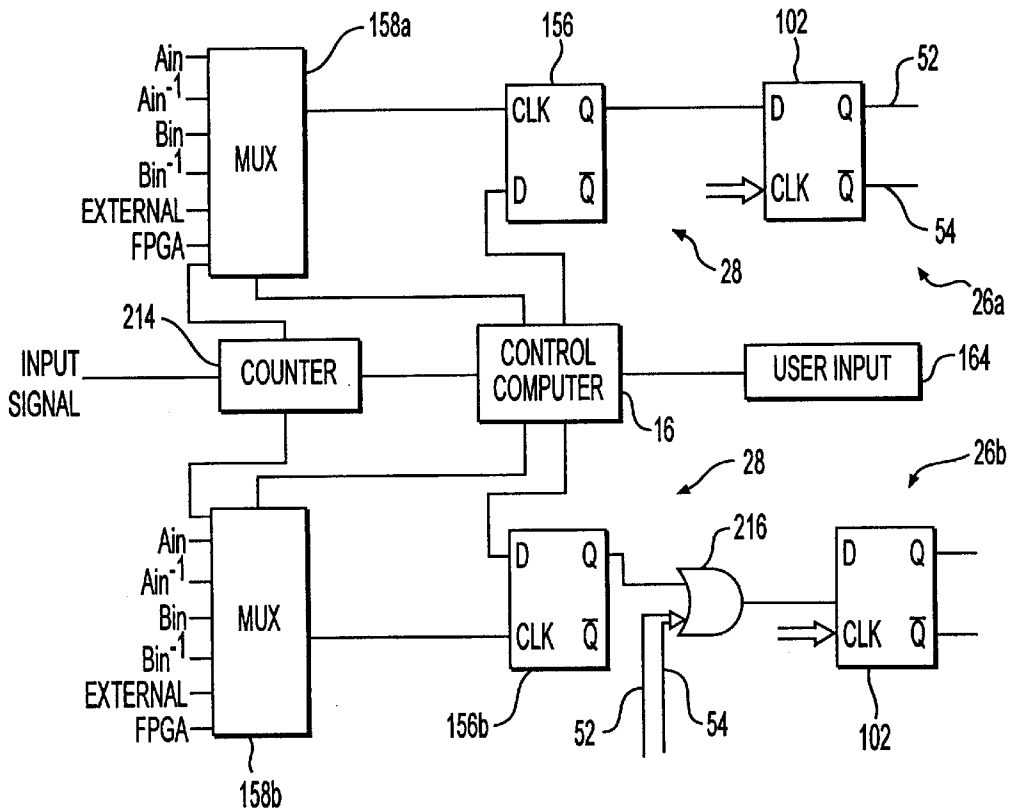 158a
156
102
52
Ain
Ain⁻¹
Bin
Bin⁻¹
EXTERNAL
FPGA
MUX
CLK Q
D Q̅
D Q
CLK Q̅
54
28
26a
214
INPUT
SIGNAL
COUNTER
CONTROL
COMPUTER
16
USER INPUT
164
28
26b
216
Ain
Ain⁻¹
Bin
Bin⁻¹
EXTERNAL
FPGA
MUX
D Q
CLK Q̅
D Q
CLK Q̅
156b
52
54
102
158b